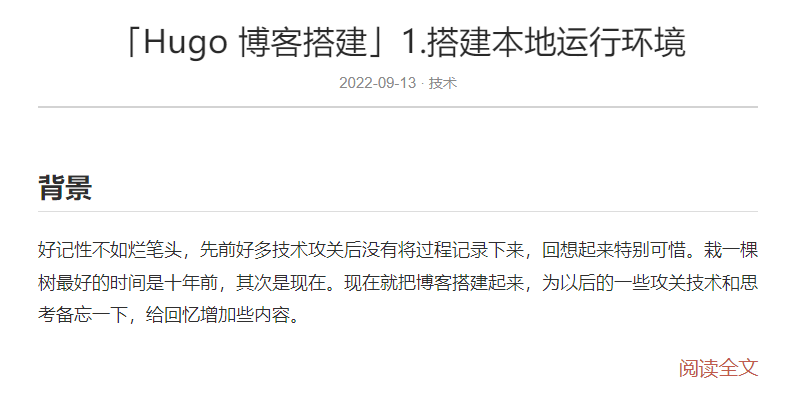 「Hugo 博客搭建」1.搭建本地运行环境
2022-09-13 · 技术
背景
好记性不如烂笔头，先前好多技术攻关后没有将过程记录下来，回想起来特别可惜。栽一棵
树最好的时间是十年前，其次是现在。现在就把博客搭建起来，为以后的一些攻关技术和思
考备忘一下，给回忆增加些内容。
阅读全文